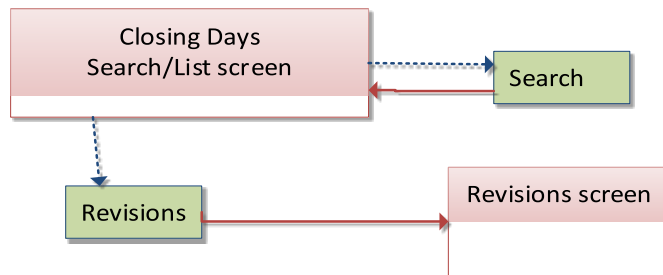 Closing Days
Search/List screen
Search
Revisions
Revisions screen